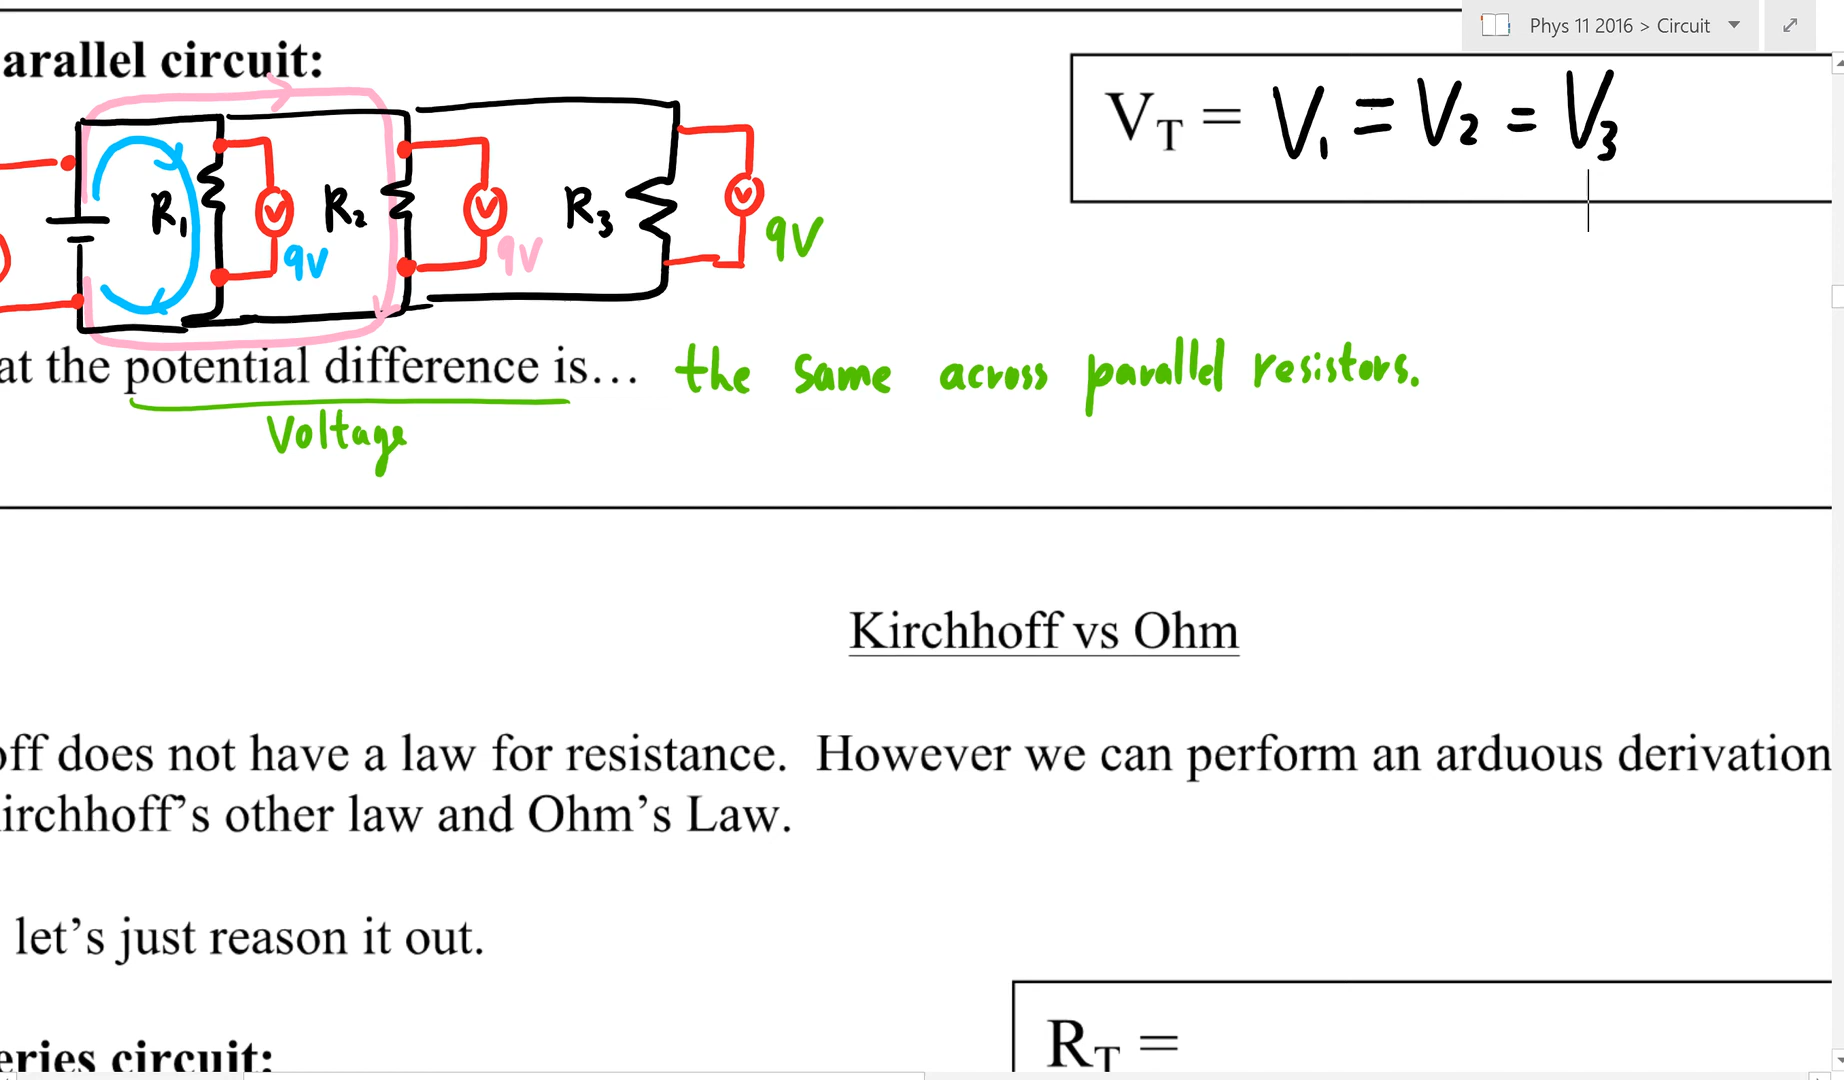 Phys 11 2016 > Circuit
arallel circuit:
V_T = V₁ = V₂ = V₃
R₁ V 9V R₂ V 9V R₃ V 9V
at the potential difference is… the same across parallel resistors.
Voltage
Kirchhoff vs Ohm
off does not have a law for resistance. However we can perform an arduous derivation
irchhoff’s other law and Ohm’s Law.
let’s just reason it out.
R_T =
eries circuit: